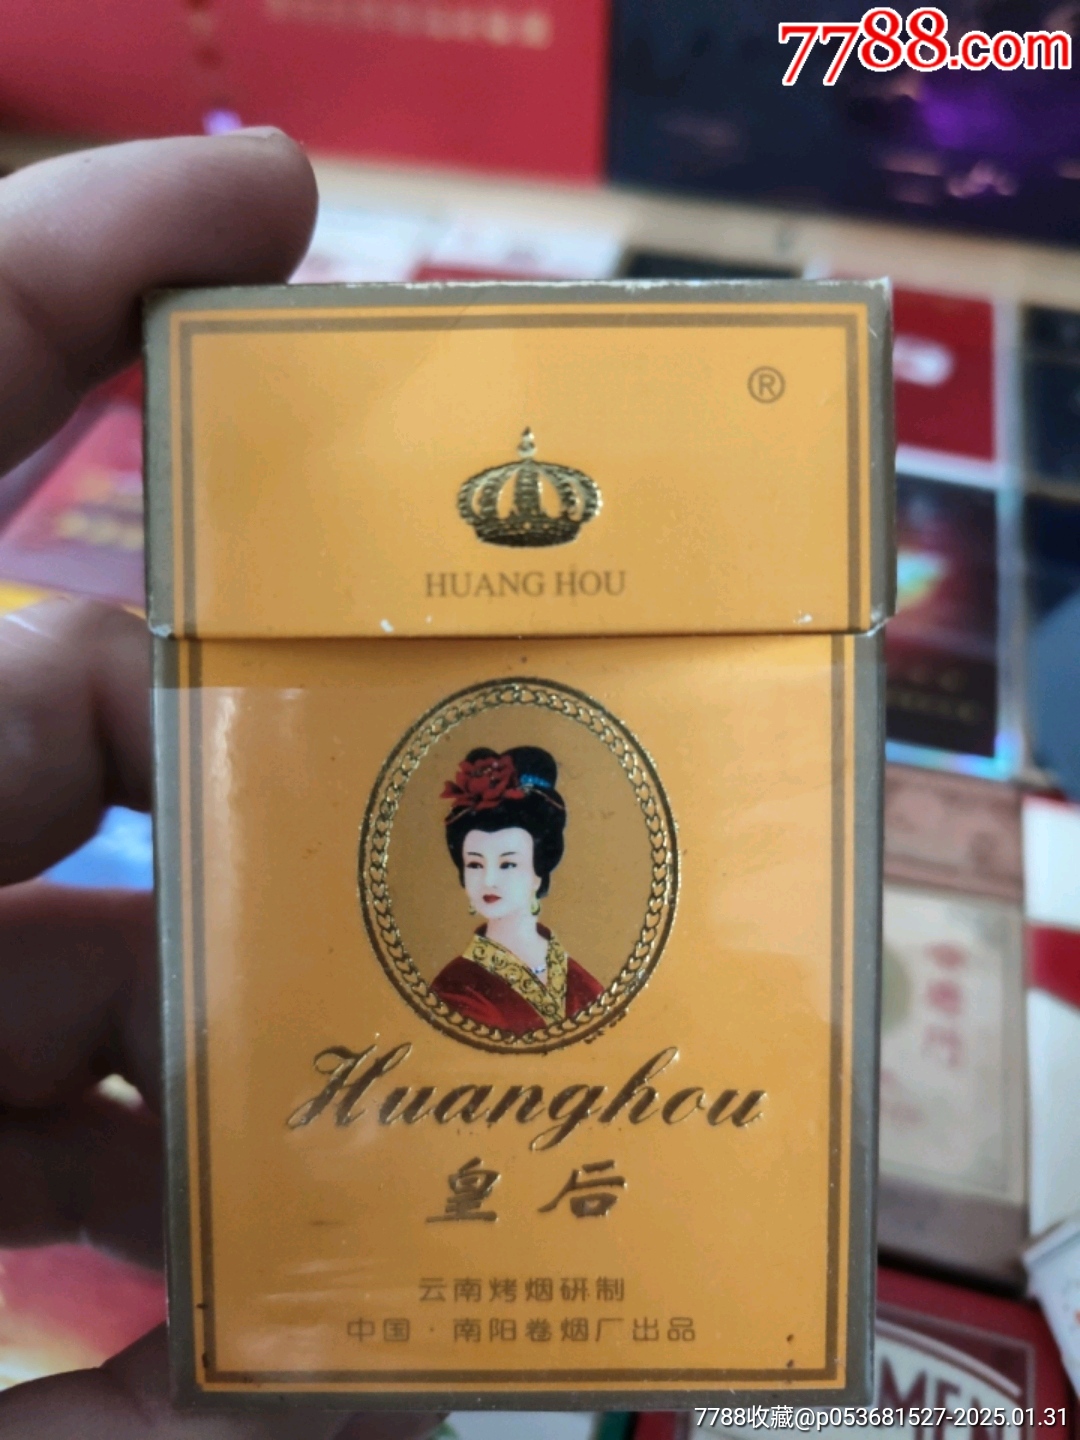 7788.com
®
HUANG HOU
Huanghou
皇后
云南烤烟研制
中国·南阳卷烟厂出品
MEN
7788收藏@p053681527-2025.01.31